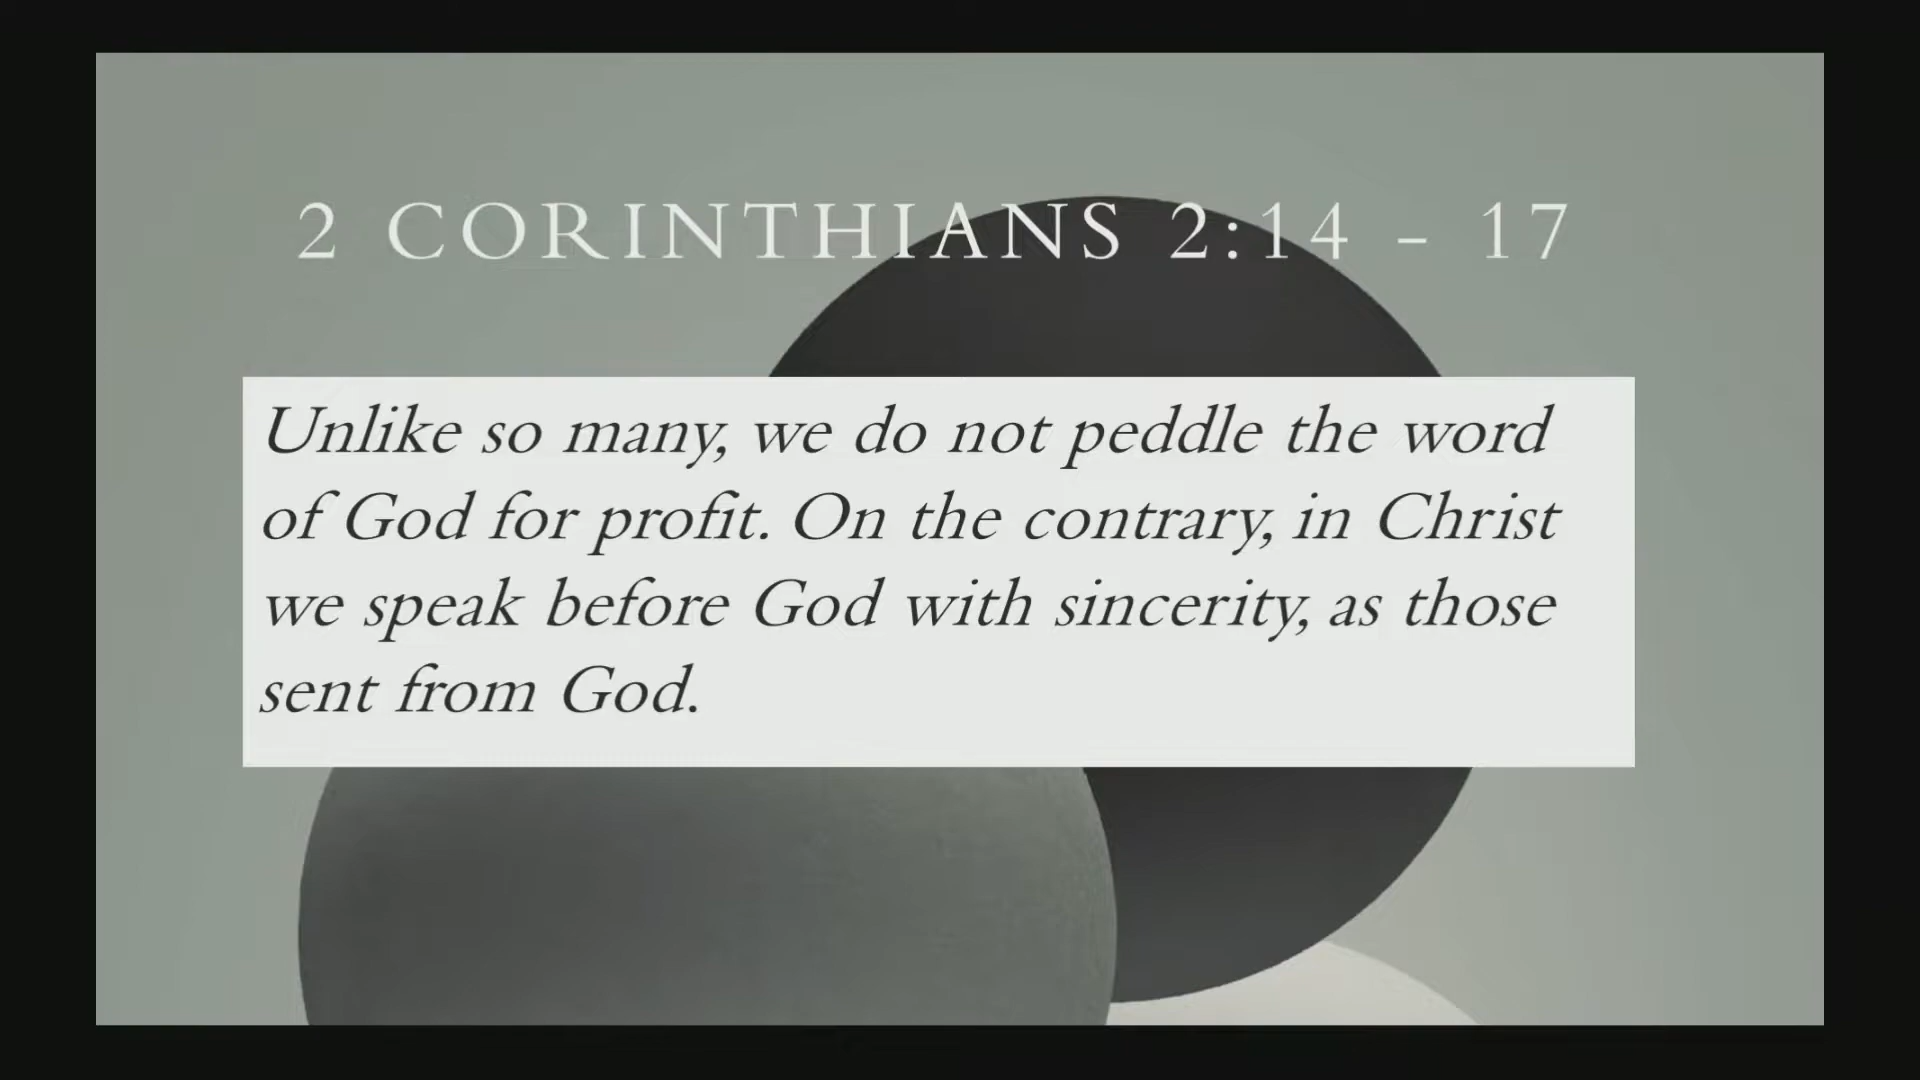 2 CORINTHIANS 2:14 - 17
Unlike so many, we do not peddle the word
of God for profit. On the contrary, in Christ
we speak before God with sincerity, as those
sent from God.